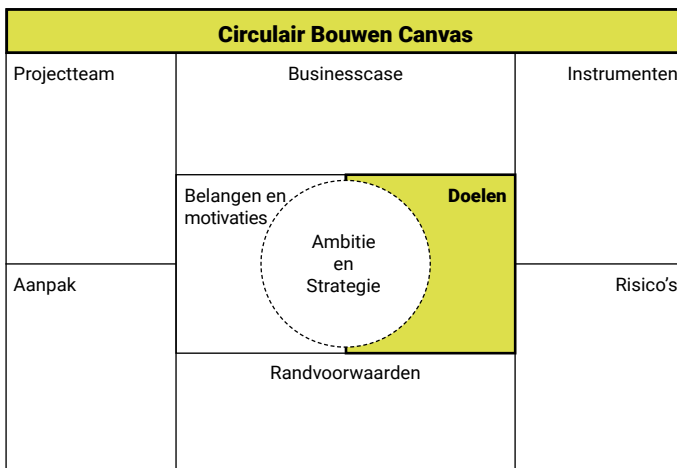 Circulair Bouwen Canvas
Projectteam
Businesscase
Instrumenten
Belangen en
motivaties
Doelen
Ambitie
en
Strategie
Aanpak
Risico's
Randvoorwaarden